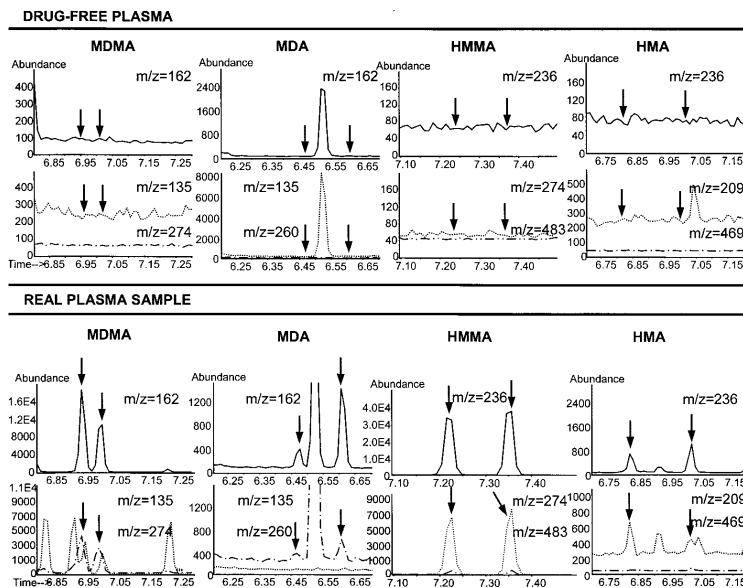 DRUG-FREE PLASMA
MDMA MDA HMMA HMA
Abundance Abundance Abundance Abundance
m/z=162 m/z=162 m/z=236 m/z=236
400
300
200
100
0
2400
1600
800
0
160
120
80
40
0
160
120
80
40
0
6.85 6.95 7.05 7.15 7.25
6.25 6.35 6.45 6.55 6.65
7.10 7.20 7.30 7.40
6.75 6.85 6.95 7.05 7.15
m/z=135 m/z=135 m/z=274 m/z=209
m/z=274 m/z=260 m/z=483 m/z=469
400
300
200
100
0
8000
6000
4000
2000
0
160
120
80
40
0
500
400
300
200
100
0
Time--> 6.85 6.95 7.05 7.15 7.25
6.25 6.35 6.45 6.55 6.65
7.10 7.20 7.30 7.40
6.75 6.85 6.95 7.05 7.15
REAL PLASMA SAMPLE
MDMA MDA HMMA HMA
Abundance Abundance Abundance Abundance
m/z=162 m/z=162 m/z=236 m/z=236
1.6E4
12000
8000
4000
0
1200
800
400
0
4.0E4
3.0E4
2.0E4
1.0E4
0
2400
1600
800
0
6.85 6.95 7.05 7.15 7.25
6.25 6.35 6.45 6.55 6.65
7.10 7.20 7.30 7.40
6.75 6.85 6.95 7.05 7.15
m/z=135 m/z=135 m/z=274 m/z=209
m/z=274 m/z=260 m/z=483 m/z=469
1.1E4
9000
7000
5000
3000
1000
0
1200
800
400
0
9000
7000
5000
3000
1000
0
1000
800
600
400
200
0
6.85 6.95 7.05 7.15 7.25
6.25 6.35 6.45 6.55 6.65
7.10 7.20 7.30 7.40
6.75 6.85 6.95 7.05 7.15